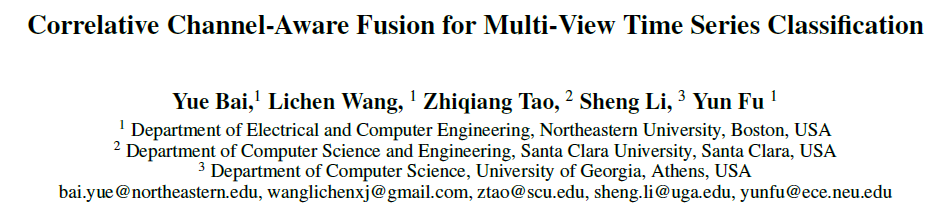 Correlative Channel-Aware Fusion for Multi-View Time Series Classification
Yue Bai,1 Lichen Wang, 1 Zhiqiang Tao, 2 Sheng Li, 3 Yun Fu 1
1 Department of Electrical and Computer Engineering, Northeastern University, Boston, USA
2 Department of Computer Science and Engineering, Santa Clara University, Santa Clara, USA
3 Department of Computer Science, University of Georgia, Athens, USA
bai.yue@northeastern.edu, wanglichenxj@gmail.com, ztao@scu.edu, sheng.li@uga.edu, yunfu@ece.neu.edu